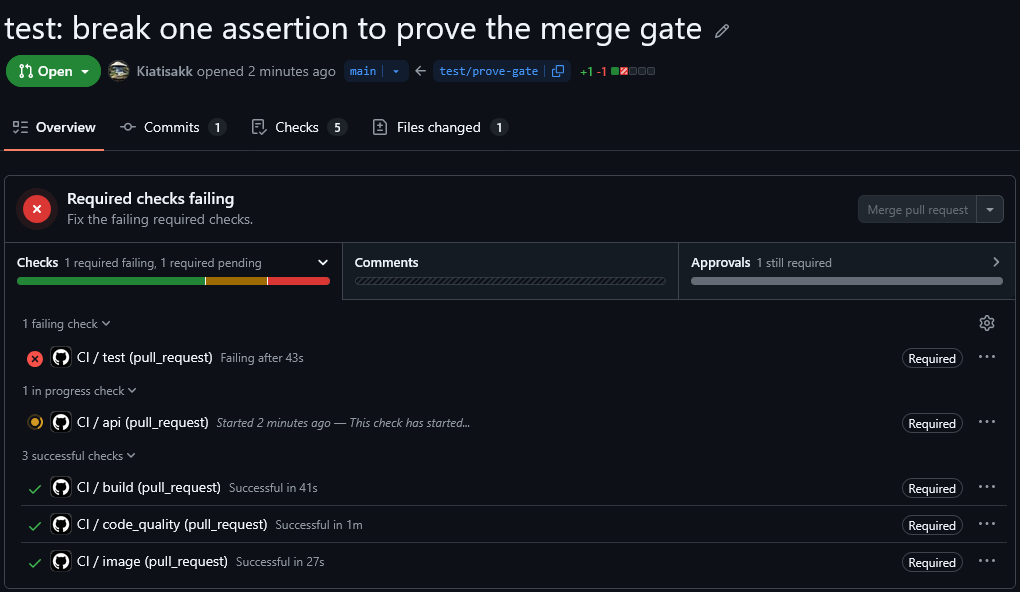 test: break one assertion to prove the merge gate
Open Kiatisakk opened 2 minutes ago main test/prove-gate +1 -1
Overview Commits 1 Checks 5 Files changed 1
Required checks failing
Fix the failing required checks.
Merge pull request
Checks 1 required failing, 1 required pending
Comments
Approvals 1 still required
1 failing check
CI / test (pull_request) Failing after 43s Required
1 in progress check
CI / api (pull_request) Started 2 minutes ago — This check has started... Required
3 successful checks
CI / build (pull_request) Successful in 41s Required
CI / code_quality (pull_request) Successful in 1m Required
CI / image (pull_request) Successful in 27s Required